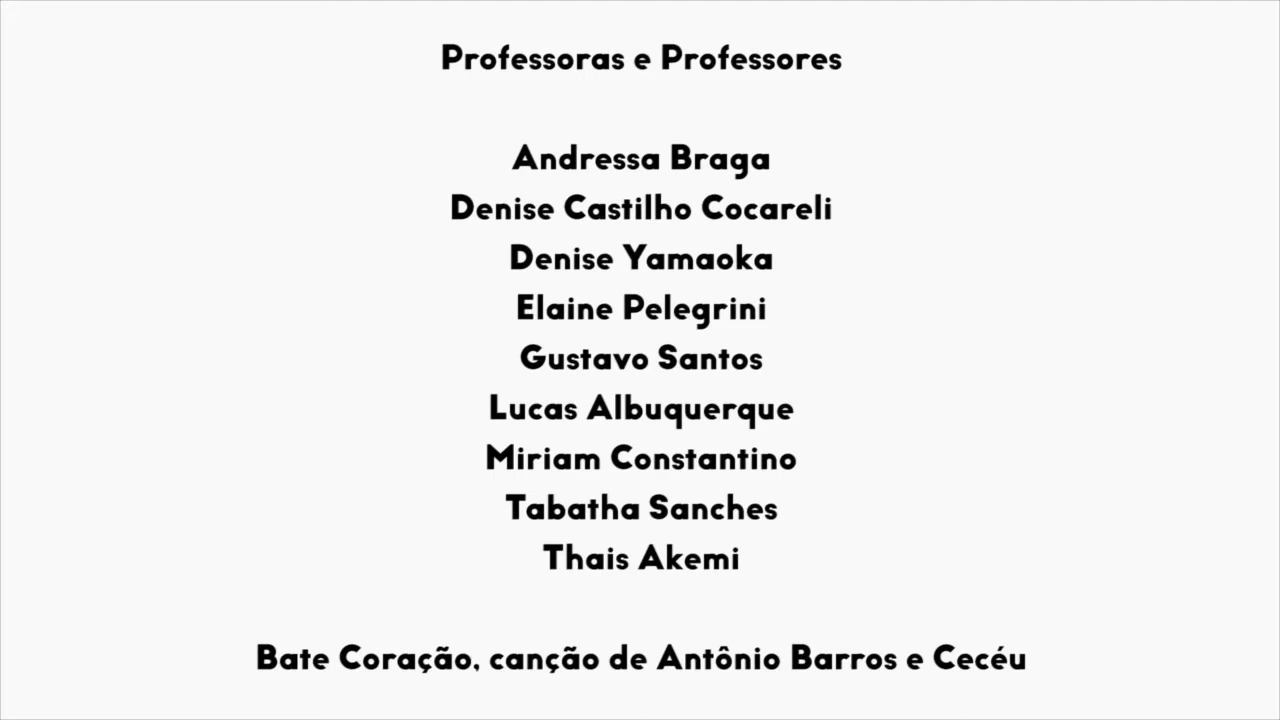 Professoras e Professores
Andressa Braga
Denise Castilho Cocareli
Denise Yamaoka
Elaine Pelegrini
Gustavo Santos
Lucas Albuquerque
Miriam Constantino
Tabatha Sanches
Thais Akemi
Bate Coração, canção de Antônio Barros e Cecéu